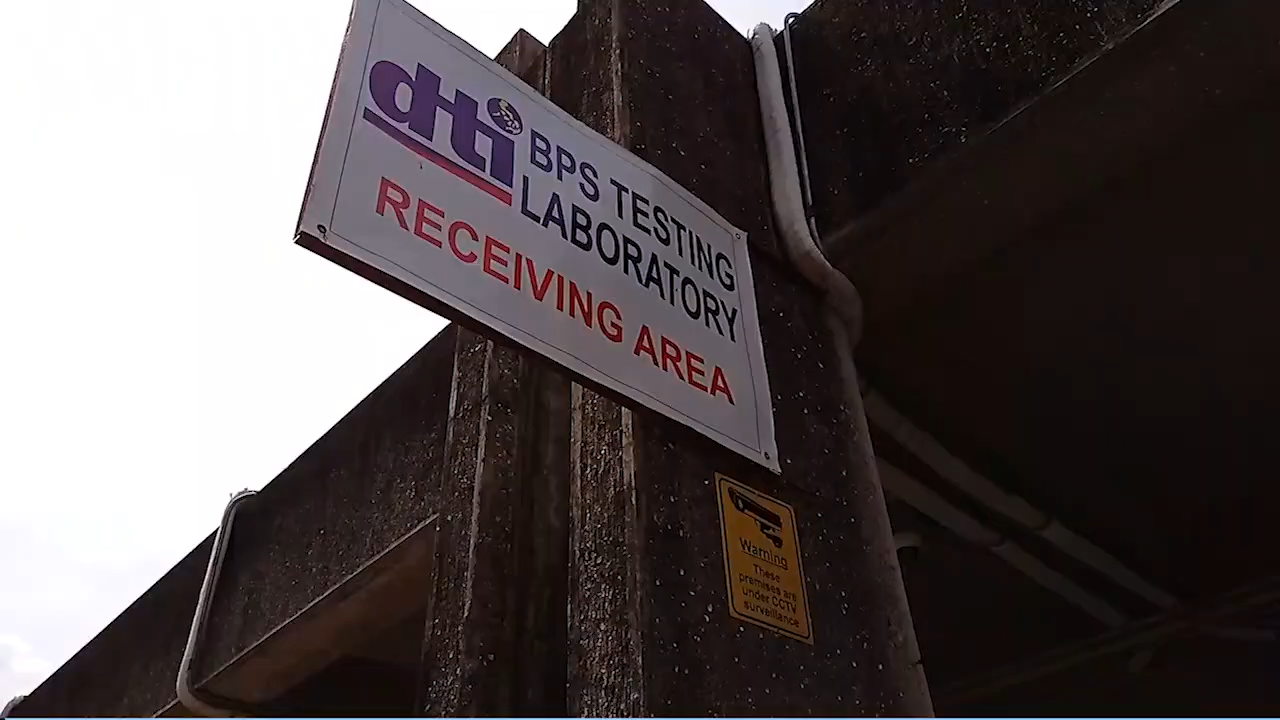 dti
BPS TESTING
LABORATORY
RECEIVING AREA
Warning
These
premises are
under CCTV
surveillance